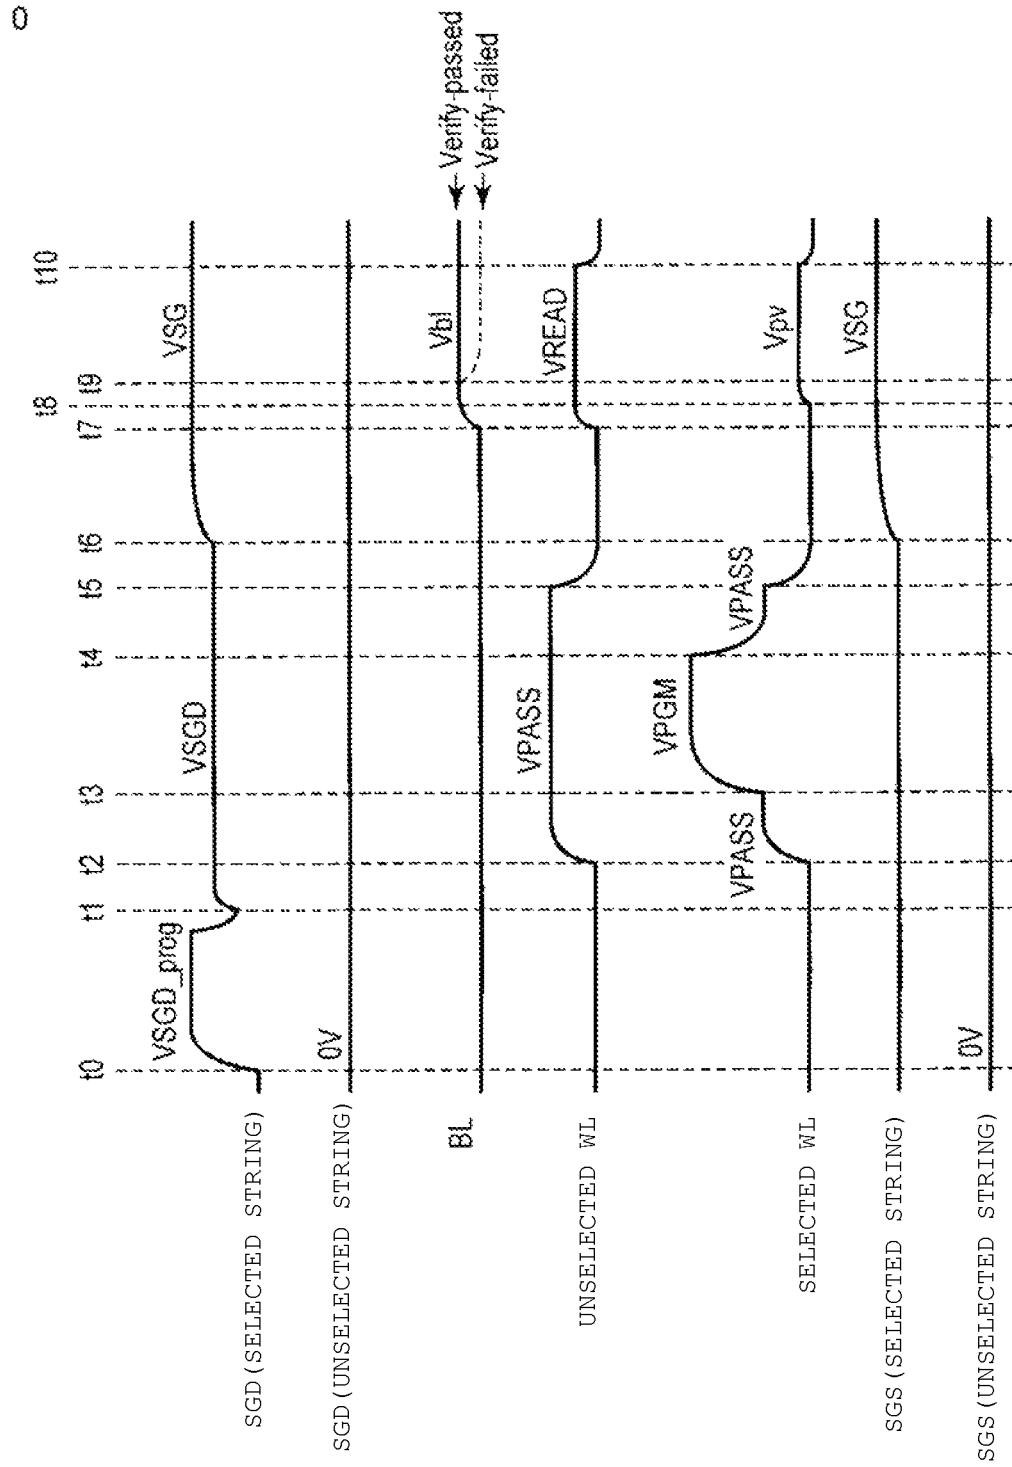 t0 t1 t2 t3 t4 t5 t6 t7 t8 t9 t10
SGD(SELECTED STRING) VSGD_prog VSGD VSG
SGD(UNSELECTED STRING) 0V
BL Vbl Verify-passed
Verify-failed
UNSELECTED WL VPASS VREAD
SELECTED WL VPASS VPGM VPASS Vpv
SGS(SELECTED STRING) VSG
SGS(UNSELECTED STRING) 0V